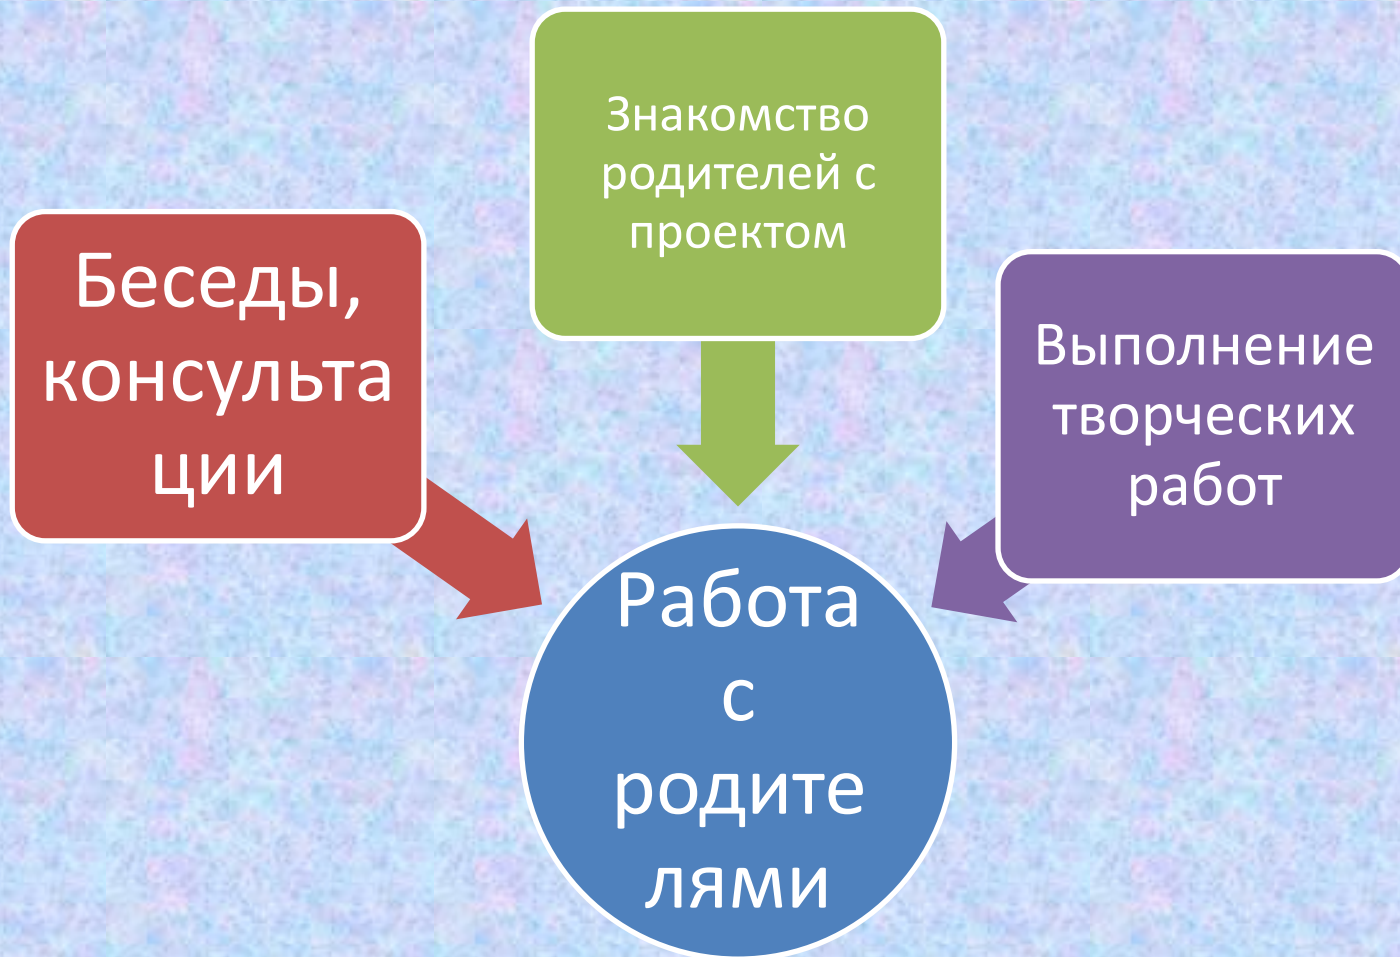 Знакомство
родителей с
проектом
Беседы,
консульта
ции
Выполнение
творческих
работ
Работа
с
родите
лями